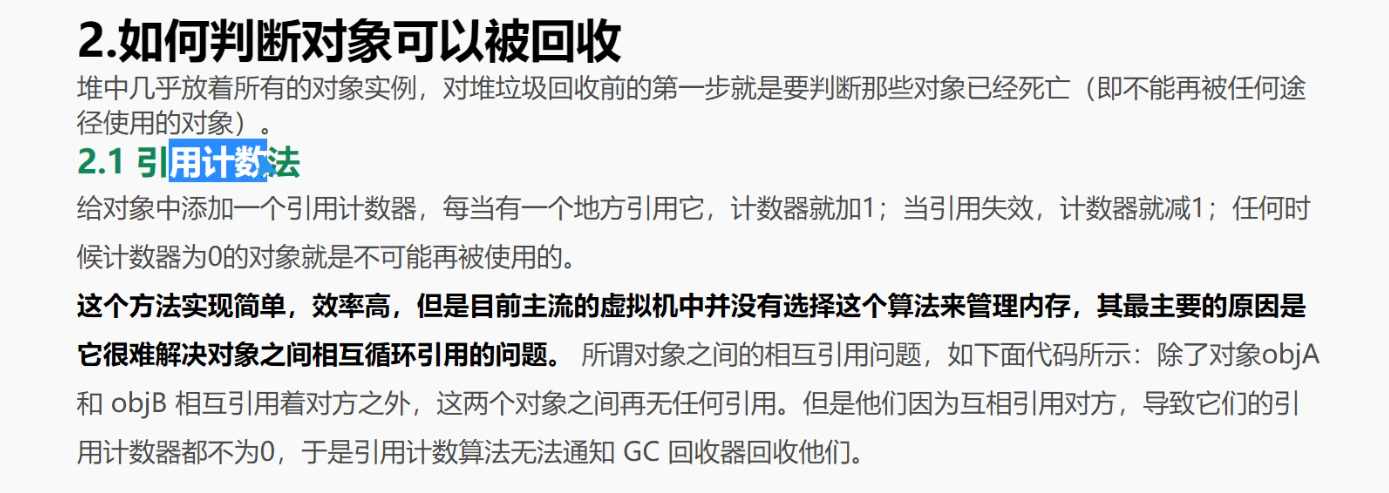 2.如何判断对象可以被回收
堆中几乎放着所有的对象实例，对堆垃圾回收前的第一步就是要判断那些对象已经死亡（即不能再被任何途
径使用的对象）。
2.1 引用计数法
给对象中添加一个引用计数器，每当有一个地方引用它，计数器就加1；当引用失效，计数器就减1；任何时
候计数器为0的对象就是不可能再被使用的。
这个方法实现简单，效率高，但是目前主流的虚拟机中并没有选择这个算法来管理内存，其最主要的原因是
它很难解决对象之间相互循环引用的问题。 所谓对象之间的相互引用问题，如下面代码所示：除了对象objA
和 objB 相互引用着对方之外，这两个对象之间再无任何引用。但是他们因为互相引用对方，导致它们的引
用计数器都不为0，于是引用计数算法无法通知 GC 回收器回收他们。